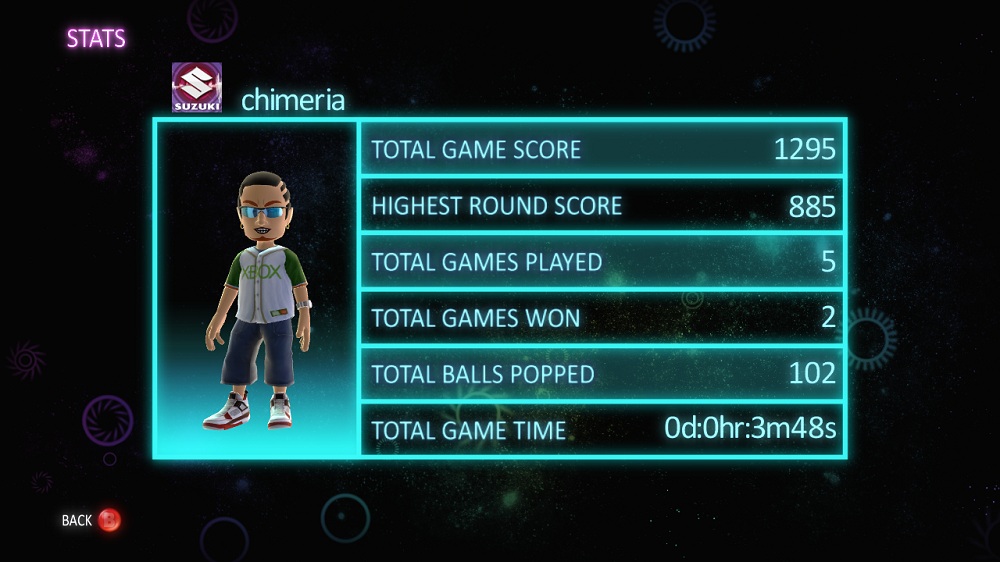 STATS
SUZUKI
chimeria
TOTAL GAME SCORE 1295
HIGHEST ROUND SCORE 885
TOTAL GAMES PLAYED 5
XBOX
TOTAL GAMES WON 2
TOTAL BALLS POPPED 102
TOTAL GAME TIME 0d:0hr:3m48s
BACK B